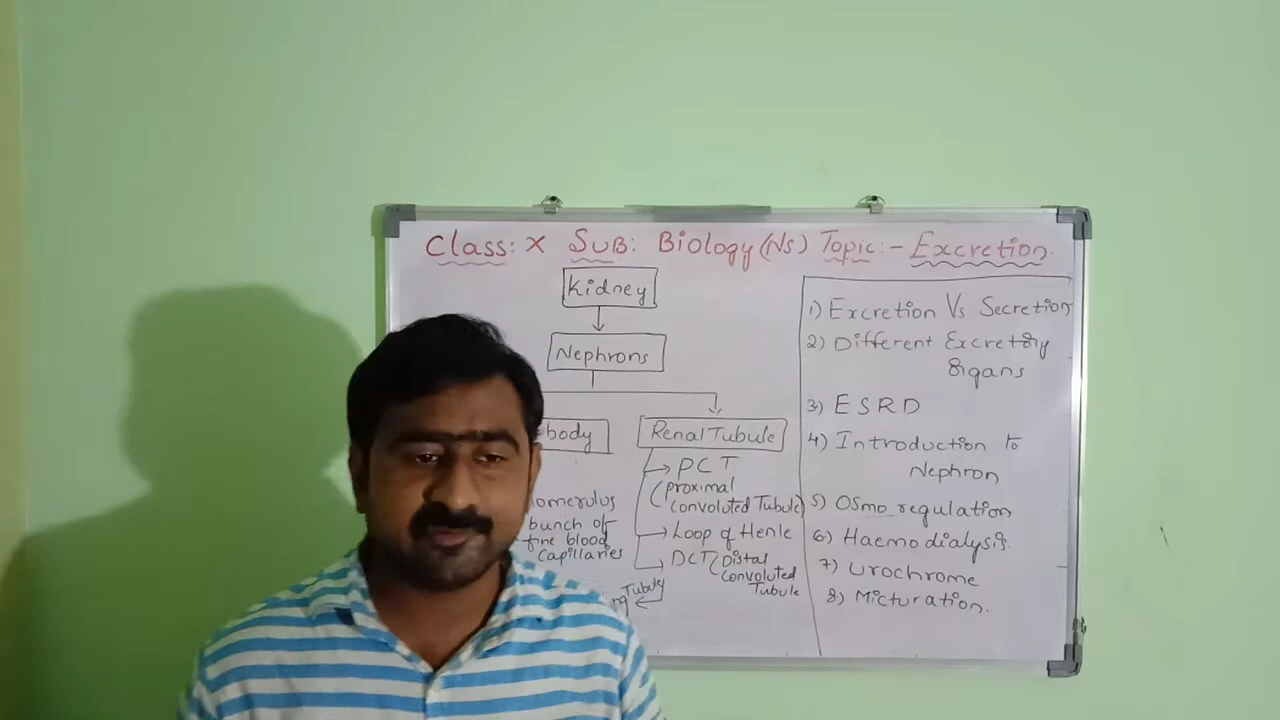 Class: X SUB: Biology (NS) Topic:- Excretion.
Kidney
Nephrons
body
Renal Tubule
PCT
(proximal
convoluted Tubule)
lomerulus
bunch of
fine blood
capillaries
Loop of Henle
DCT (Distal
convoluted
Tubule
Tubule
ng
1) Excretion Vs Secretion
2) Different Excretory
organs
3) ESRD
4) Introduction to
Nephron
5) Osmo regulation
6) Haemodialysis.
7) urochrome
8) Micturation.